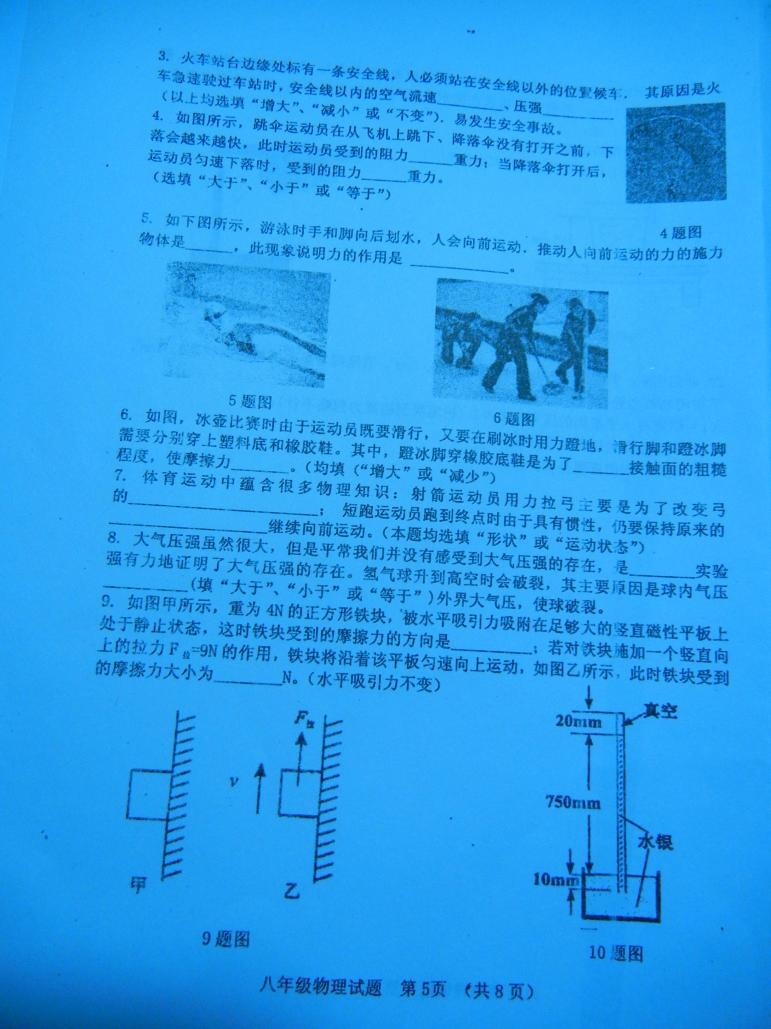 3. 火车站台边缘处标有一条安全线，人必须站在安全线以外的位置候车． 其原因是火
车急速驶过车站时，安全线以内的空气流速________、压强________
（以上均选填“增大”、“减小”或“不变”）．易发生安全事故。
4. 如图所示，跳伞运动员在从飞机上跳下、降落伞没有打开之前，下
落会越来越快，此时运动员受到的阻力_____重力；当降落伞打开后，
运动员匀速下落时，受到的阻力_____重力。
（选填“大于”、“小于”或“等于”）
4题图
5. 如下图所示，游泳时手和脚向后划水，人会向前运动．推动人向前运动的力的施力
物体是_____，此现象说明力的作用是 __________。
5题图
6题图
6. 如图，冰壶比赛时由于运动员既要滑行，又要在刷冰时用力蹬地，滑行脚和蹬冰脚
需要分别穿上塑料底和橡胶鞋。其中，蹬冰脚穿橡胶底鞋是为了______接触面的粗糙
程度，使摩擦力______。（均填（“增大”或“减少”）
7. 体育运动中蕴含很多物理知识：射箭运动员用力拉弓主要是为了改变弓
的____________________； 短跑运动员跑到终点时由于具有惯性，仍要保持原来的
________________继续向前运动。（本题均选填“形状”或“运动状态”）
8. 大气压强虽然很大，但是平常我们并没有感受到大气压强的存在，是_______实验
强有力地证明了大气压强的存在。氢气球升到高空时会破裂，其主要原因是球内气压
_________(填“大于”、“小于”或“等于”)外界大气压，使球破裂。
9. 如图甲所示，重为 4N 的正方形铁块，被水平吸引力吸附在足够大的竖直磁性平板上
处于静止状态，这时铁块受到的摩擦力的方向是________；若对铁块施加一个竖直向
上的拉力 F拉=9N 的作用，铁块将沿着该平板匀速向上运动，如图乙所示，此时铁块受到
的摩擦力大小为_______N。（水平吸引力不变）
F拉
v
甲
乙
9题图
20mm
真空
750mm
水银
10mm
10题图
八年级物理试题 第5页 （共8页）